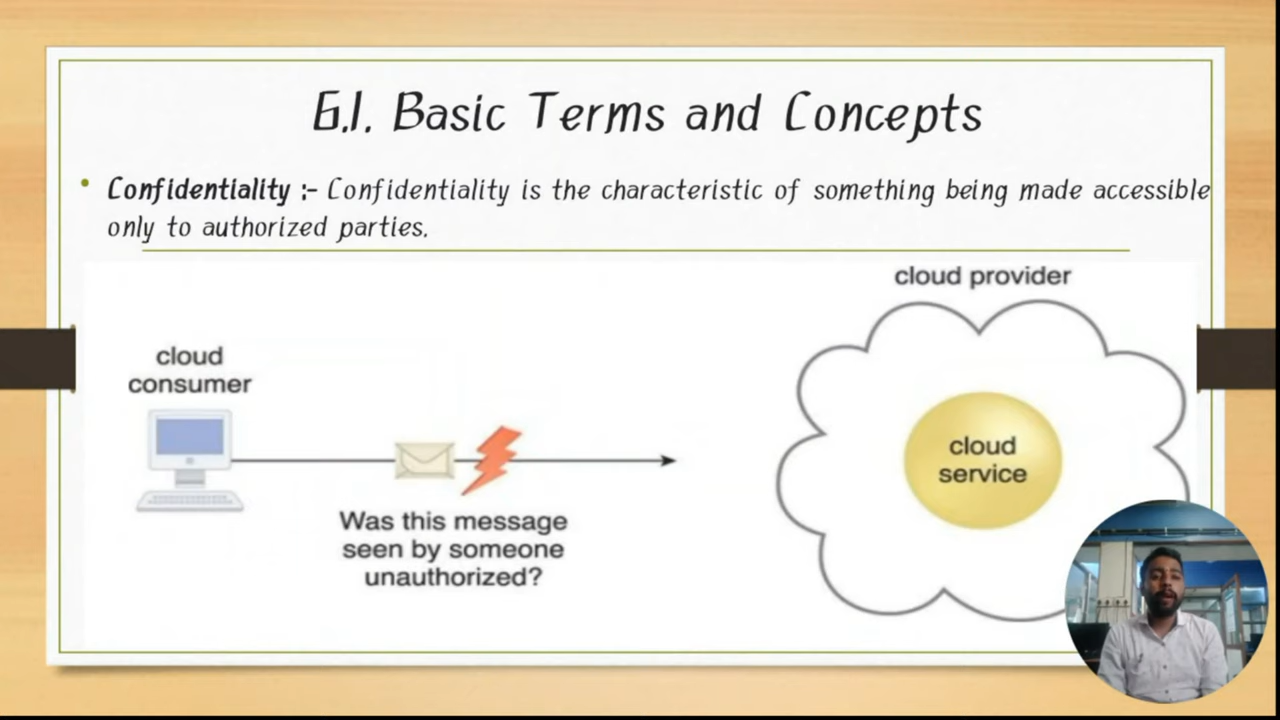 6.1. Basic Terms and Concepts
• Confidentiality :- Confidentiality is the characteristic of something being made accessible
only to authorized parties.
cloud provider
cloud
consumer
cloud
service
Was this message
seen by someone
unauthorized?